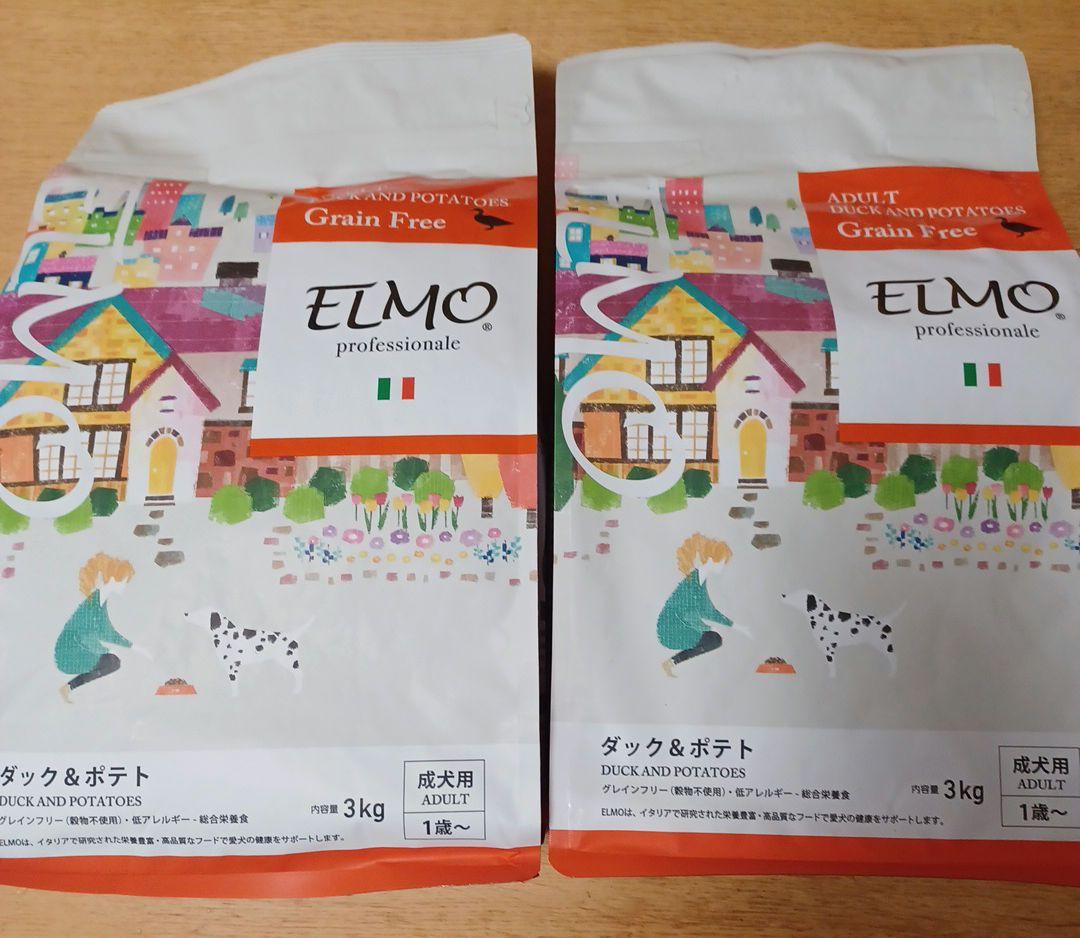 DUCK AND POTATOES
Grain Free
ELMO®
professionale
ELMO
ダック&ポテト
DUCK AND POTATOES
グレインフリー(穀物不使用)・低アレルギー - 総合栄養食
ELMOは、イタリアで研究された栄養豊富・高品質なフードで愛犬の健康をサポートします。
内容量 3kg
成犬用
ADULT
1歳〜
ADULT
DUCK AND POTATOES
Grain Free
ELMO®
professionale
ELMO
ダック&ポテト
DUCK AND POTATOES
グレインフリー(穀物不使用)・低アレルギー - 総合栄養食
ELMOは、イタリアで研究された栄養豊富・高品質なフードで愛犬の健康をサポートします。
内容量 3kg
成犬用
ADULT
1歳〜